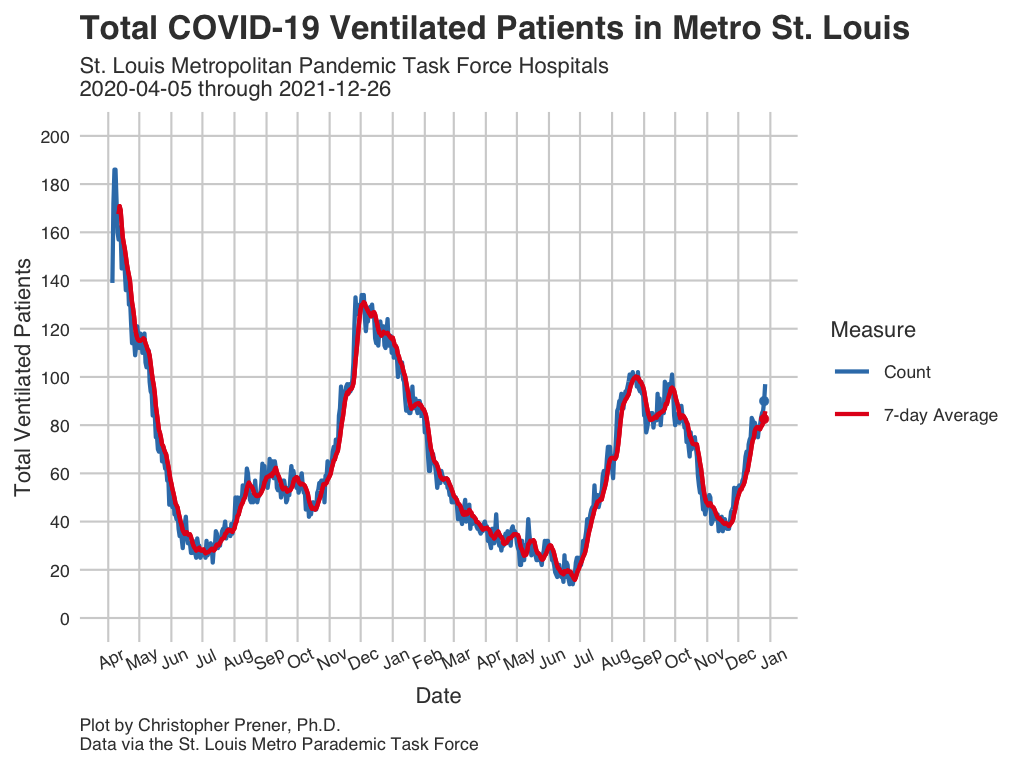 Total COVID-19 Ventilated Patients in Metro St. Louis
St. Louis Metropolitan Pandemic Task Force Hospitals
2020-04-05 through 2021-12-26
Total Ventilated Patients
200
180
160
140
120
100
80
60
40
20
0
Apr May Jun Jul Aug Sep Oct Nov Dec Jan Feb Mar Apr May Jun Jul Aug Sep Oct Nov Dec Jan
Date
Measure
Count
7-day Average
Plot by Christopher Prener, Ph.D.
Data via the St. Louis Metro Parademic Task Force